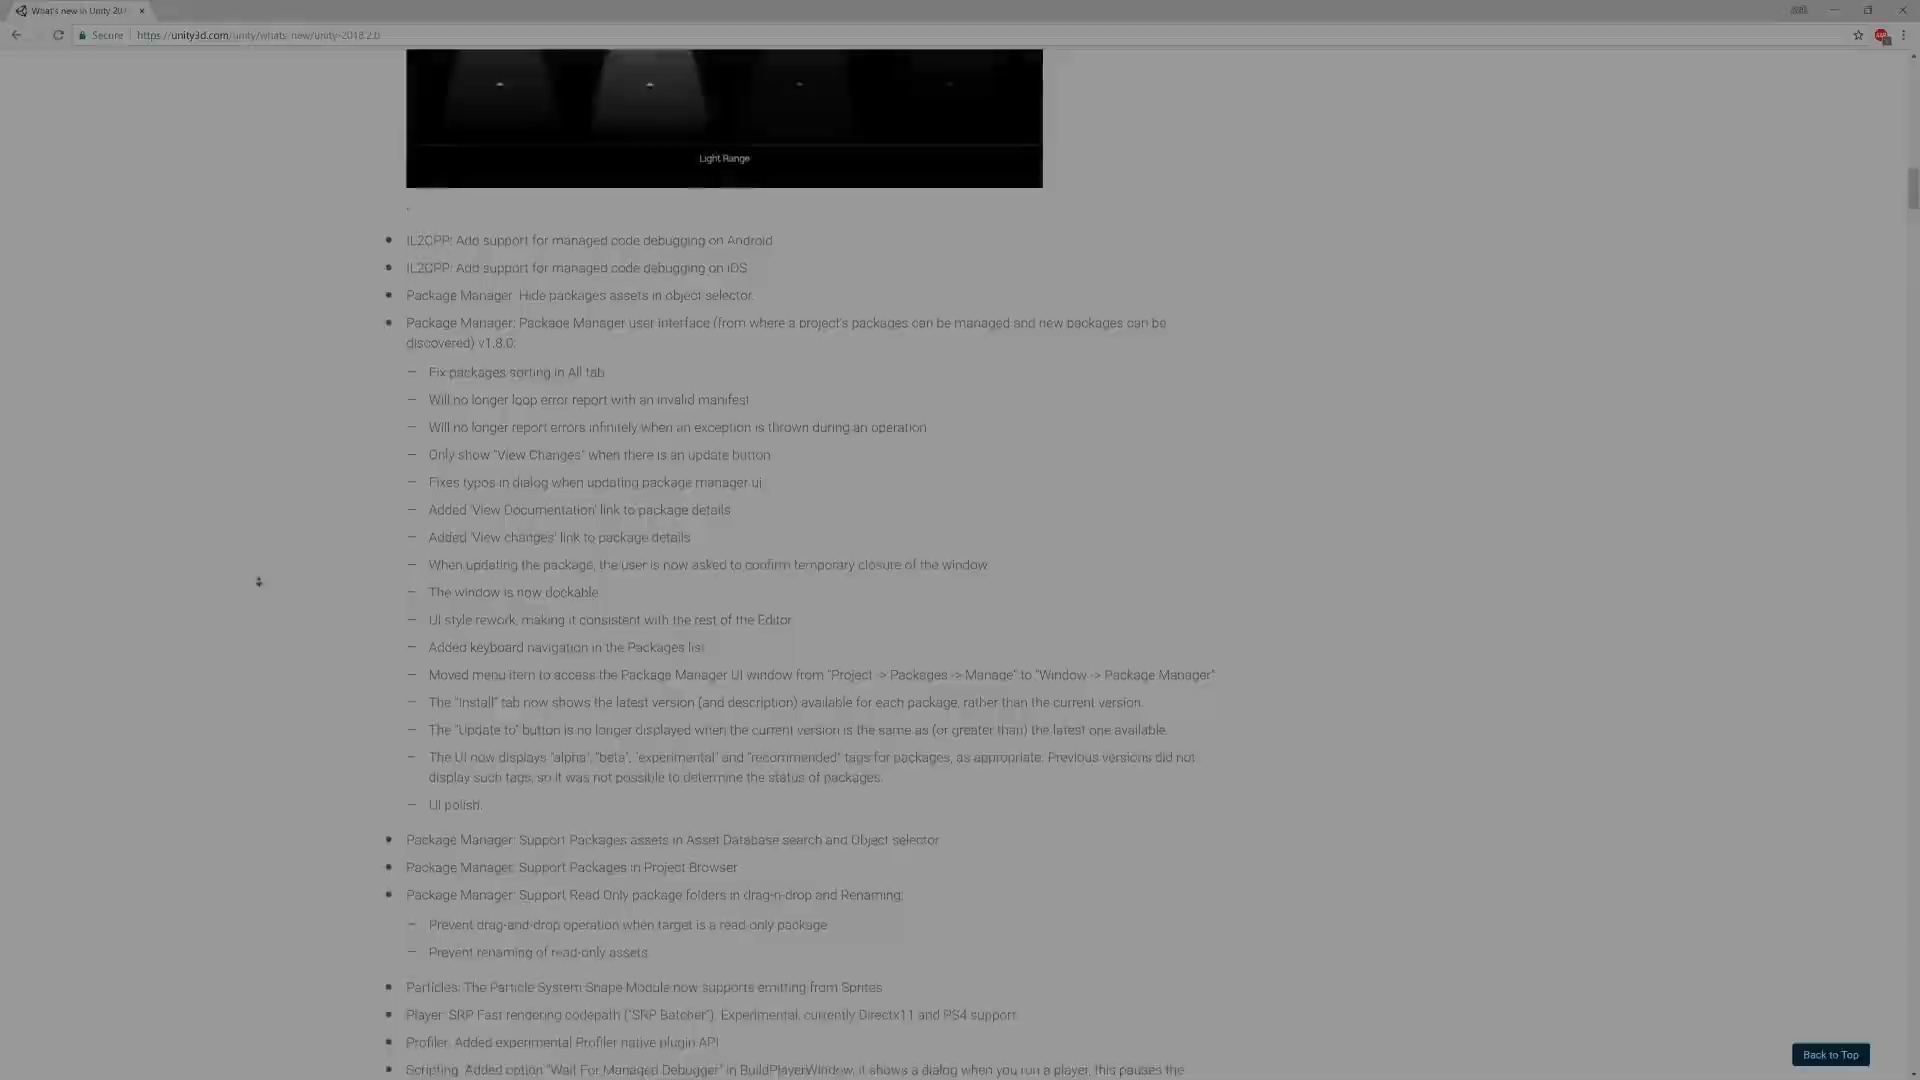 What's new in Unity 201
Secure https://unity3d.com/unity/whats-new/unity-2018.2.0
Light Range
.
IL2CPP: Add support for managed code debugging on Android
IL2CPP: Add support for managed code debugging on iOS
Package Manager: Hide packages assets in object selector.
Package Manager: Package Manager user interface (from where a project's packages can be managed and new packages can be
discovered) v1.8.0:
– Fix packages sorting in All tab
– Will no longer loop error report with an invalid manifest
– Will no longer report errors infinitely when an exception is thrown during an operation
– Only show "View Changes" when there is an update button
– Fixes typos in dialog when updating package manager ui
– Added 'View Documentation' link to package details
– Added 'View changes' link to package details
– When updating the package, the user is now asked to confirm temporary closure of the window
– The window is now dockable
– UI style rework, making it consistent with the rest of the Editor
– Added keyboard navigation in the Packages list
– Moved menu item to access the Package Manager UI window from "Project -> Packages -> Manage" to "Window -> Package Manager"
– The "Install" tab now shows the latest version (and description) available for each package, rather than the current version.
– The "Update to" button is no longer displayed when the current version is the same as (or greater than) the latest one available.
– The UI now displays "alpha", "beta", "experimental" and "recommended" tags for packages, as appropriate. Previous versions did not
display such tags, so it was not possible to determine the status of packages.
– UI polish.
Package Manager: Support Packages assets in Asset Database search and Object selector
Package Manager: Support Packages in Project Browser
Package Manager: Support Read Only package folders in drag-n-drop and Renaming:
– Prevent drag-and-drop operation when target is a read only package
– Prevent renaming of read-only assets
Particles: The Particle System Shape Module now supports emitting from Sprites
Player: SRP Fast rendering codepath ("SRP Batcher"). Experimental, currently Directx11 and PS4 support
Profiler: Added experimental Profiler native plugin API
Scripting: Added option "Wait For Managed Debugger" in BuildPlayerWindow, it shows a dialog when you run a player, this pauses the
Back to Top